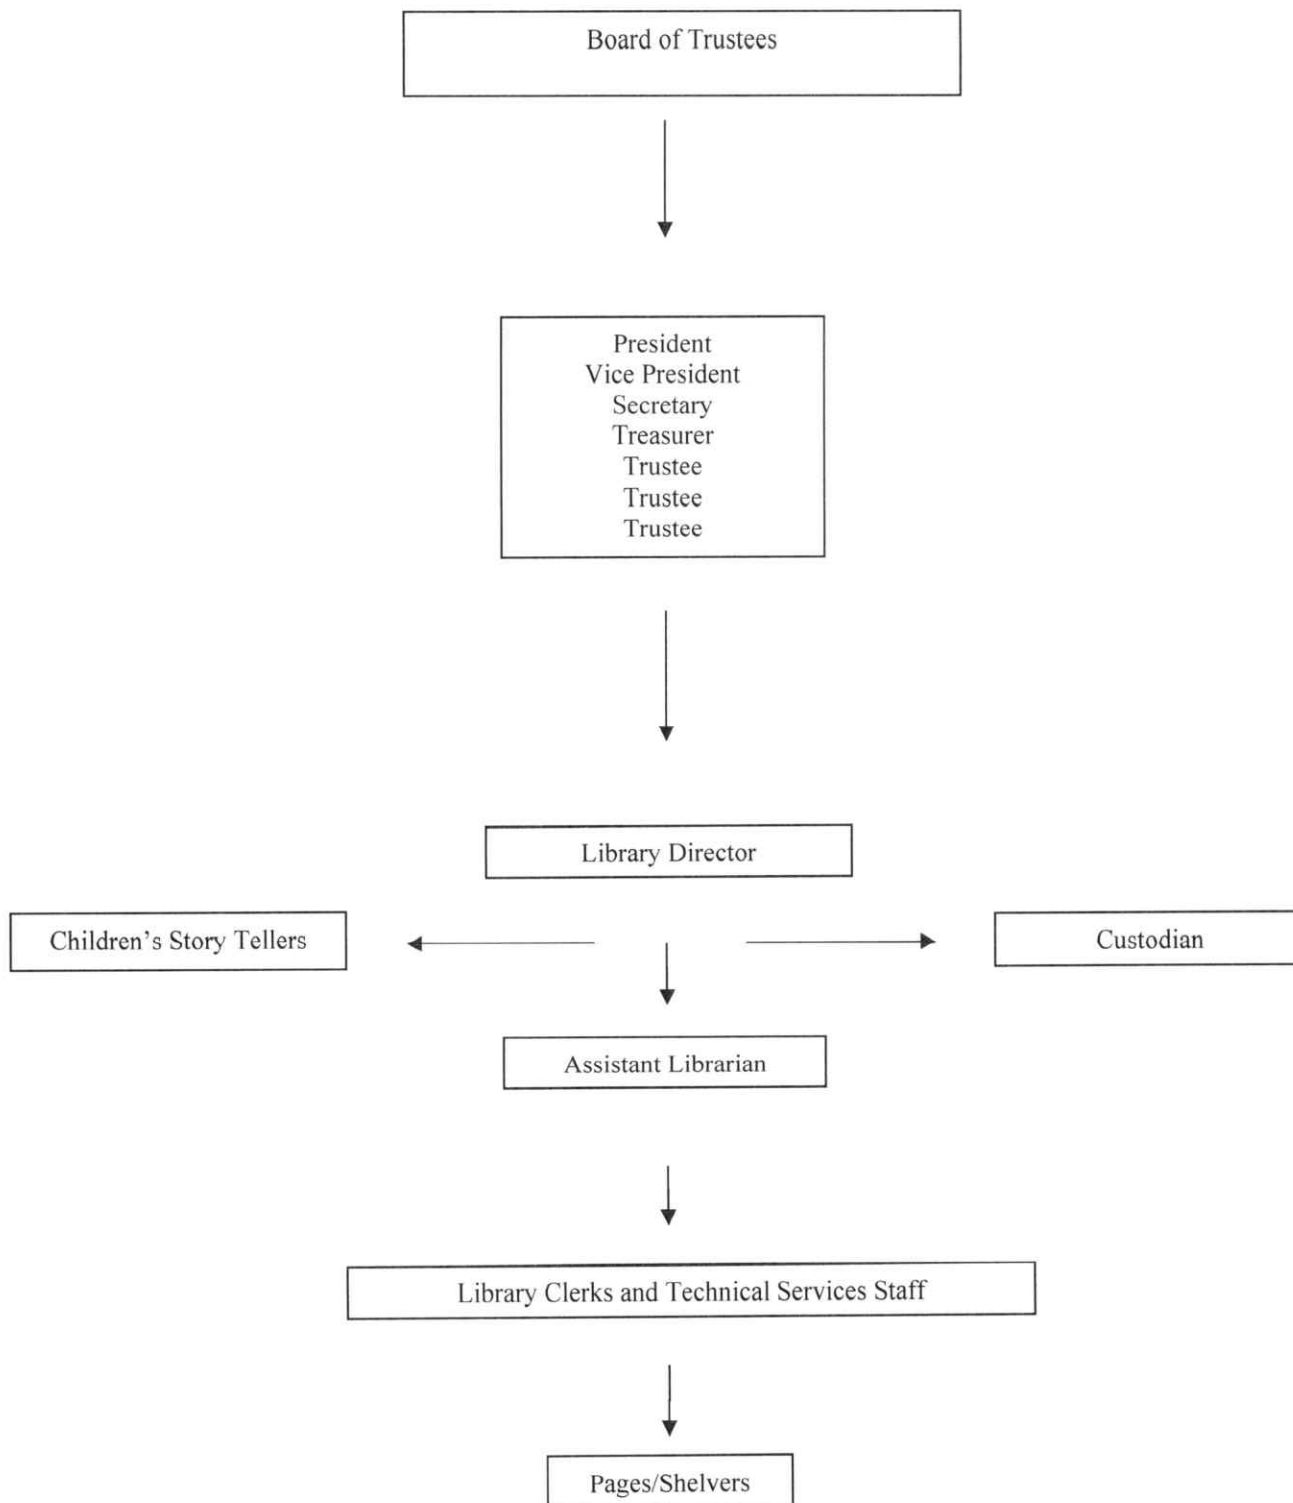 Board of Trustees
President
Vice President
Secretary
Treasurer
Trustee
Trustee
Trustee
Library Director
Children's Story Tellers
Custodian
Assistant Librarian
Library Clerks and Technical Services Staff
Pages/Shelvers